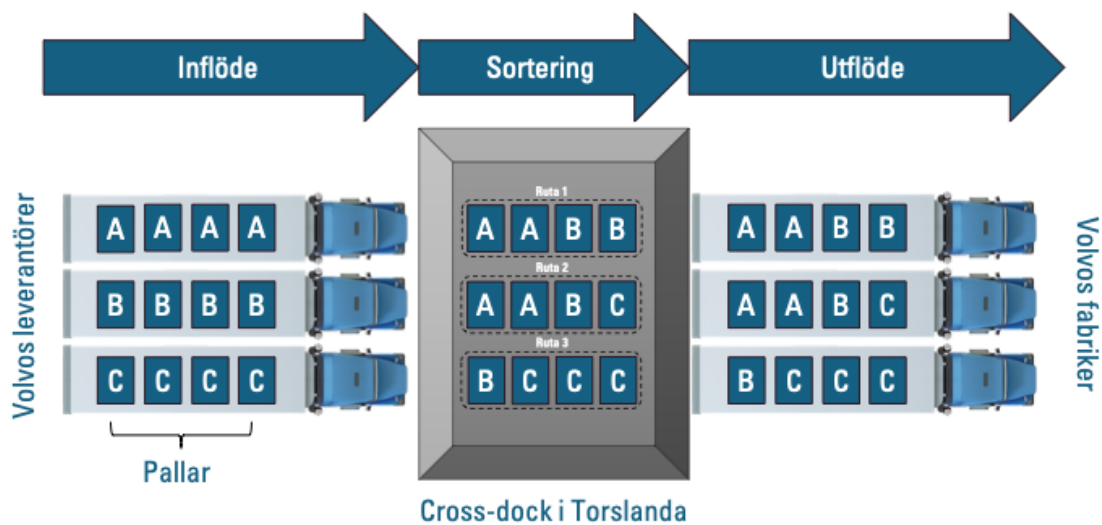 Inflöde
Sortering
Utflöde
Volvos leverantörer
A A A A
B B B B
C C C C
Pallar
Ruta 1
A A B B
Ruta 2
A A B C
Ruta 3
B C C C
Cross-dock i Torslanda
A A B B
A A B C
B C C C
Volvos fabriker